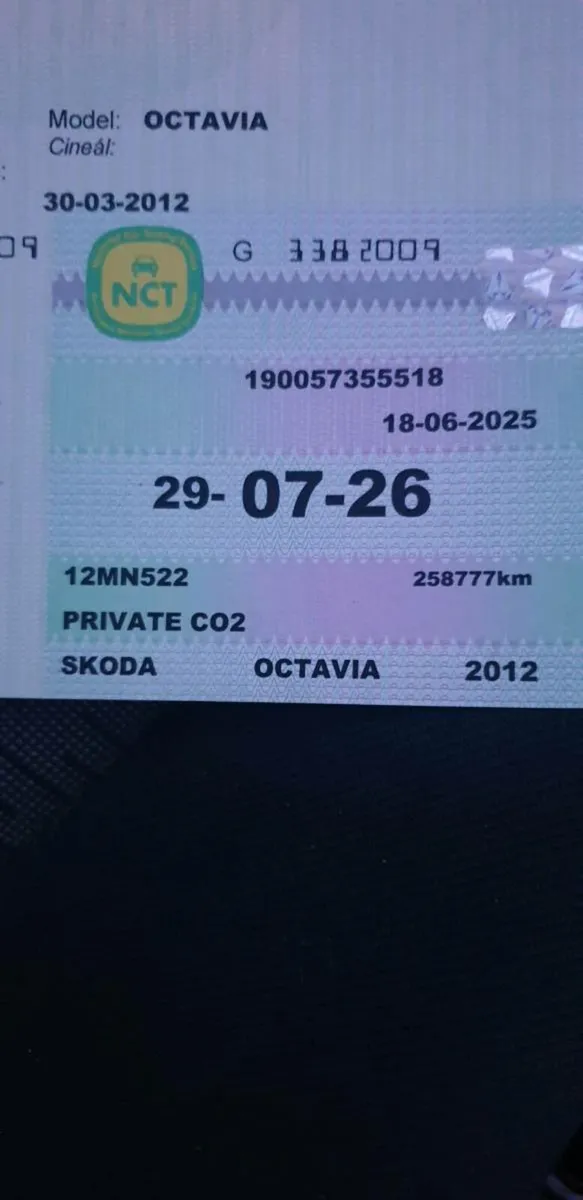 Model: OCTAVIA
Cineál:
:
30-03-2012
09
NCT
G 3382009
190057355518
18-06-2025
29- 07-26
12MN522 258777km
PRIVATE CO2
SKODA OCTAVIA 2012